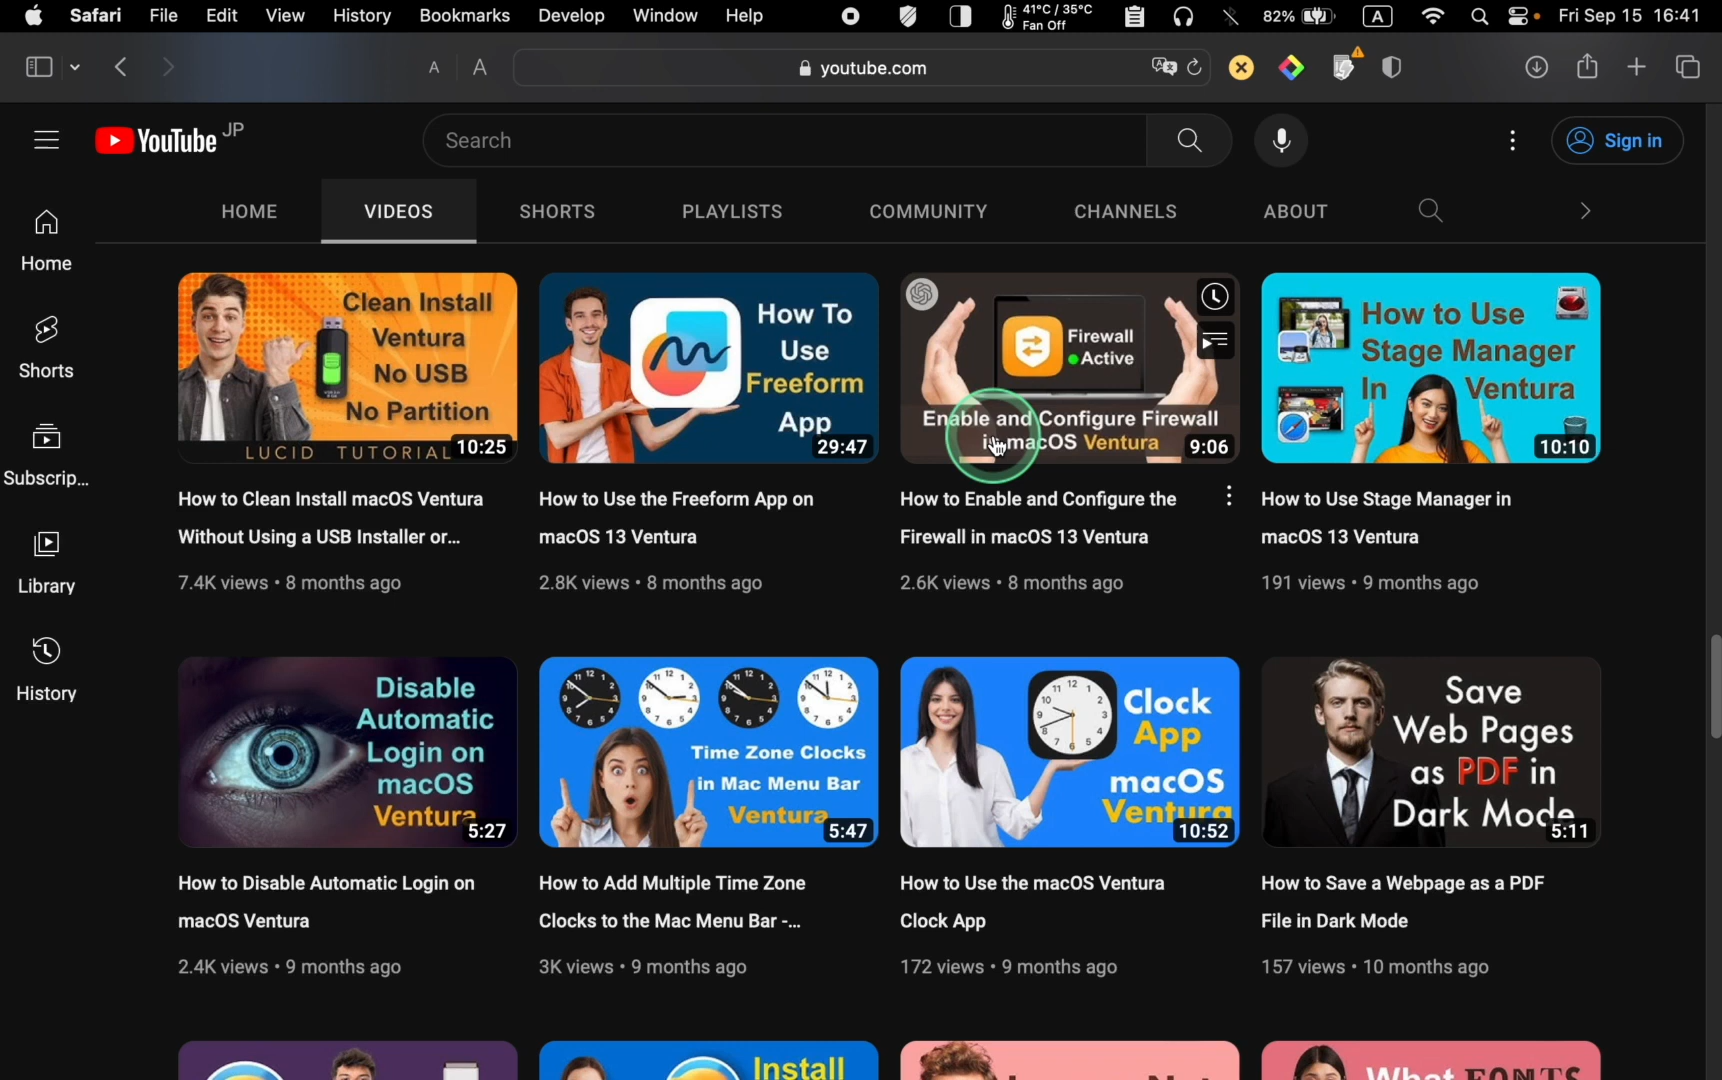 Safari File Edit View History Bookmarks Develop Window Help 41°C / 35°C Fan Off 82% A Fri Sep 15 16:41
A A youtube.com
YouTube JP Search Sign in
HOME VIDEOS SHORTS PLAYLISTS COMMUNITY CHANNELS ABOUT
Home
Shorts
Subscrip...
Library
History
Clean Install
Ventura
No USB
No Partition
LUCID TUTORIAL
10:25
How to Clean Install macOS Ventura
Without Using a USB Installer or...
7.4K views • 8 months ago
How To
Use
Freeform
App
29:47
How to Use the Freeform App on
macOS 13 Ventura
2.8K views • 8 months ago
Firewall
Active
Enable and Configure Firewall
in macOS Ventura
9:06
How to Enable and Configure the
Firewall in macOS 13 Ventura
2.6K views • 8 months ago
How to Use
Stage Manager
In Ventura
10:10
How to Use Stage Manager in
macOS 13 Ventura
191 views • 9 months ago
Disable
Automatic
Login on
macOS
Ventura
5:27
How to Disable Automatic Login on
macOS Ventura
2.4K views • 9 months ago
Time Zone Clocks
in Mac Menu Bar
Ventura
5:47
How to Add Multiple Time Zone
Clocks to the Mac Menu Bar -...
3K views • 9 months ago
Clock
App
macOS
Ventura
10:52
How to Use the macOS Ventura
Clock App
172 views • 9 months ago
Save
Web Pages
as PDF in
Dark Mode
5:11
How to Save a Webpage as a PDF
File in Dark Mode
157 views • 10 months ago
Install
What FONTS